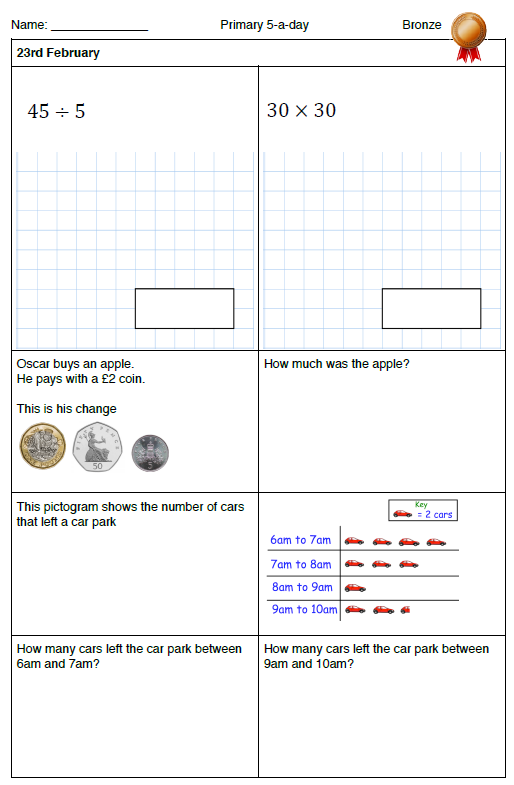 Name: _______________ Primary 5-a-day Bronze
23rd February
45 ÷ 5
30 × 30
Oscar buys an apple.
He pays with a £2 coin.
This is his change
50
5
How much was the apple?
This pictogram shows the number of cars
that left a car park
Key
= 2 cars
6am to 7am
7am to 8am
8am to 9am
9am to 10am
How many cars left the car park between
6am and 7am?
How many cars left the car park between
9am and 10am?